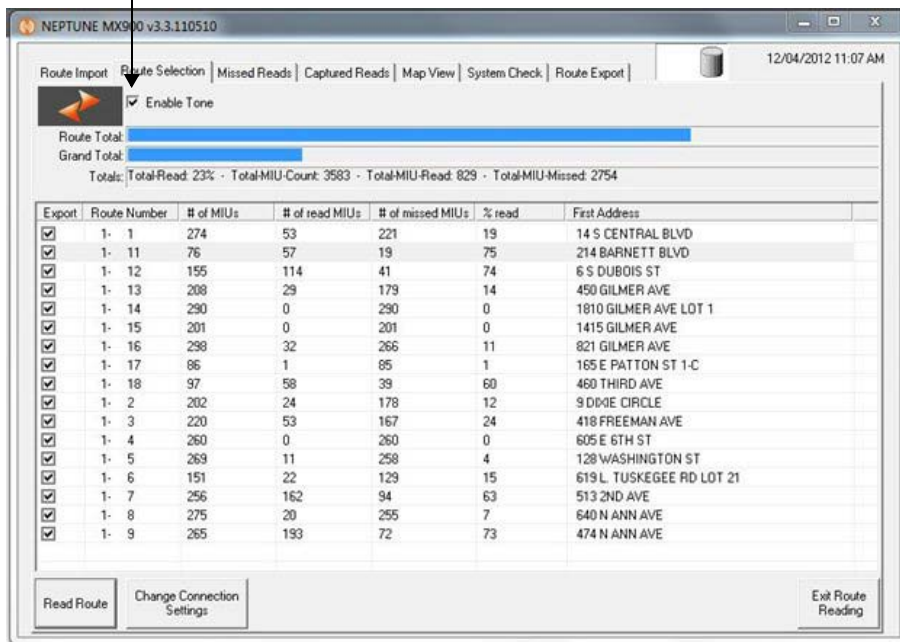 NEPTUNE MX900 v3.3.110510
12/04/2012 11:07 AM
Route Import Route Selection Missed Reads Captured Reads Map View System Check Route Export
Enable Tone
Route Total:
Grand Total:
Totals: Total-Read: 23% - Total-MIU-Count: 3583 - Total-MIU-Read: 829 - Total-MIU-Missed: 2754
Export Route Number # of MIUs # of read MIUs # of missed MIUs % read First Address
1- 1 274 53 221 19 14 S CENTRAL BLVD
1- 11 76 57 19 75 214 BARNETT BLVD
1- 12 155 114 41 74 6 S DUBOIS ST
1- 13 208 29 179 14 450 GILMER AVE
1- 14 290 0 290 0 1810 GILMER AVE LOT 1
1- 15 201 0 201 0 1415 GILMER AVE
1- 16 298 32 266 11 821 GILMER AVE
1- 17 86 1 85 1 165 E PATTON ST 1-C
1- 18 97 58 39 60 460 THIRD AVE
1- 2 202 24 178 12 9 DIXIE CIRCLE
1- 3 220 53 167 24 418 FREEMAN AVE
1- 4 260 0 260 0 605 E 6TH ST
1- 5 269 11 258 4 128 WASHINGTON ST
1- 6 151 22 129 15 619 L. TUSKEGEE RD LOT 21
1- 7 256 162 94 63 513 2ND AVE
1- 8 275 20 255 7 640 N ANN AVE
1- 9 265 193 72 73 474 N ANN AVE
Read Route
Change Connection
Settings
Exit Route
Reading